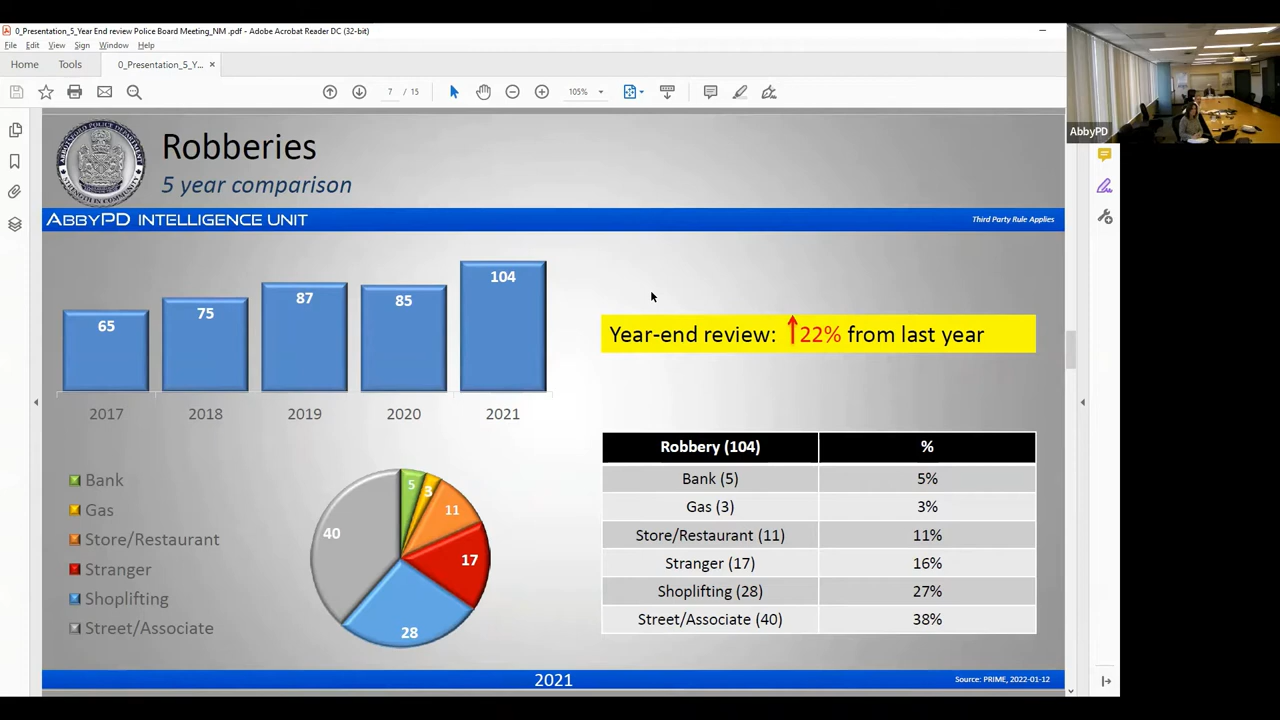 0_Presentation_5_Year End review Police Board Meeting_NM .pdf - Adobe Acrobat Reader DC (32-bit)
File Edit View Sign Window Help
Home Tools 0_Presentation_5_Y... ×
7 / 15 105%
AbbyPD
Robberies
5 year comparison
ABBYPD INTELLIGENCE UNIT
Third Party Rule Applies
65 75 87 85 104
2017 2018 2019 2020 2021
Year-end review: ↑22% from last year
Bank
Gas
Store/Restaurant
Stranger
Shoplifting
Street/Associate
5
3
11
17
28
40
Robbery (104) %
Bank (5) 5%
Gas (3) 3%
Store/Restaurant (11) 11%
Stranger (17) 16%
Shoplifting (28) 27%
Street/Associate (40) 38%
2021
Source: PRIME, 2022-01-12